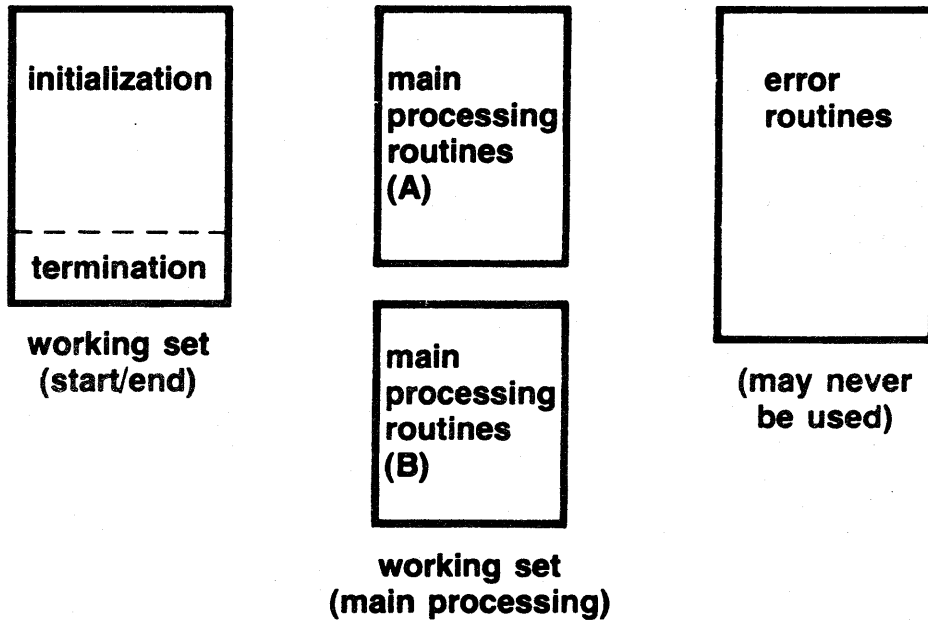 initialization
termination
working set
(start/end)
main
processing
routines
(A)
main
processing
routines
(B)
working set
(main processing)
error
routines
(may never
be used)